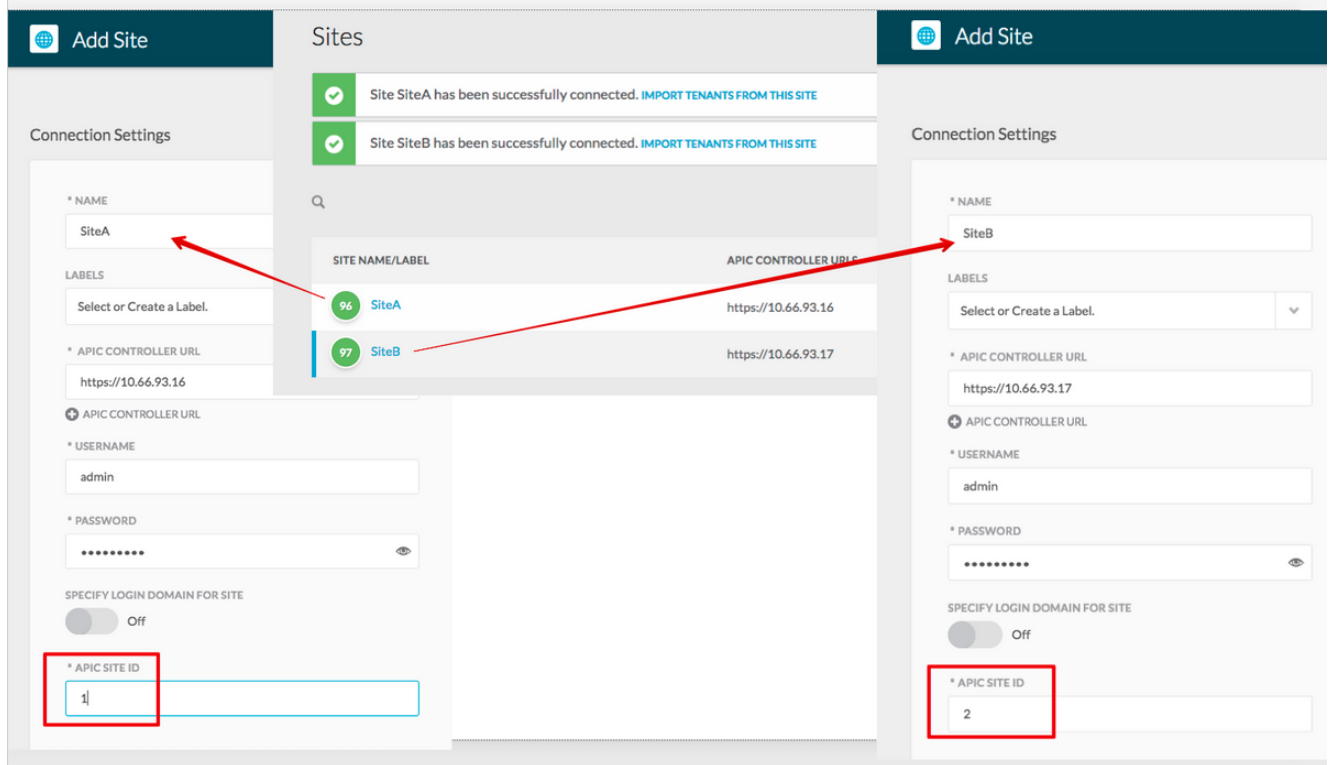 Add Site
Connection Settings
* NAME
SiteA
LABELS
Select or Create a Label.
* APIC CONTROLLER URL
https://10.66.93.16
APIC CONTROLLER URL
* USERNAME
admin
* PASSWORD
•••••••••
SPECIFY LOGIN DOMAIN FOR SITE
Off
* APIC SITE ID
1
Sites
Site SiteA has been successfully connected. IMPORT TENANTS FROM THIS SITE
Site SiteB has been successfully connected. IMPORT TENANTS FROM THIS SITE
SITE NAME/LABEL APIC CONTROLLER URLS
96 SiteA https://10.66.93.16
97 SiteB https://10.66.93.17
Add Site
Connection Settings
* NAME
SiteB
LABELS
Select or Create a Label.
* APIC CONTROLLER URL
https://10.66.93.17
APIC CONTROLLER URL
* USERNAME
admin
* PASSWORD
•••••••••
SPECIFY LOGIN DOMAIN FOR SITE
Off
* APIC SITE ID
2